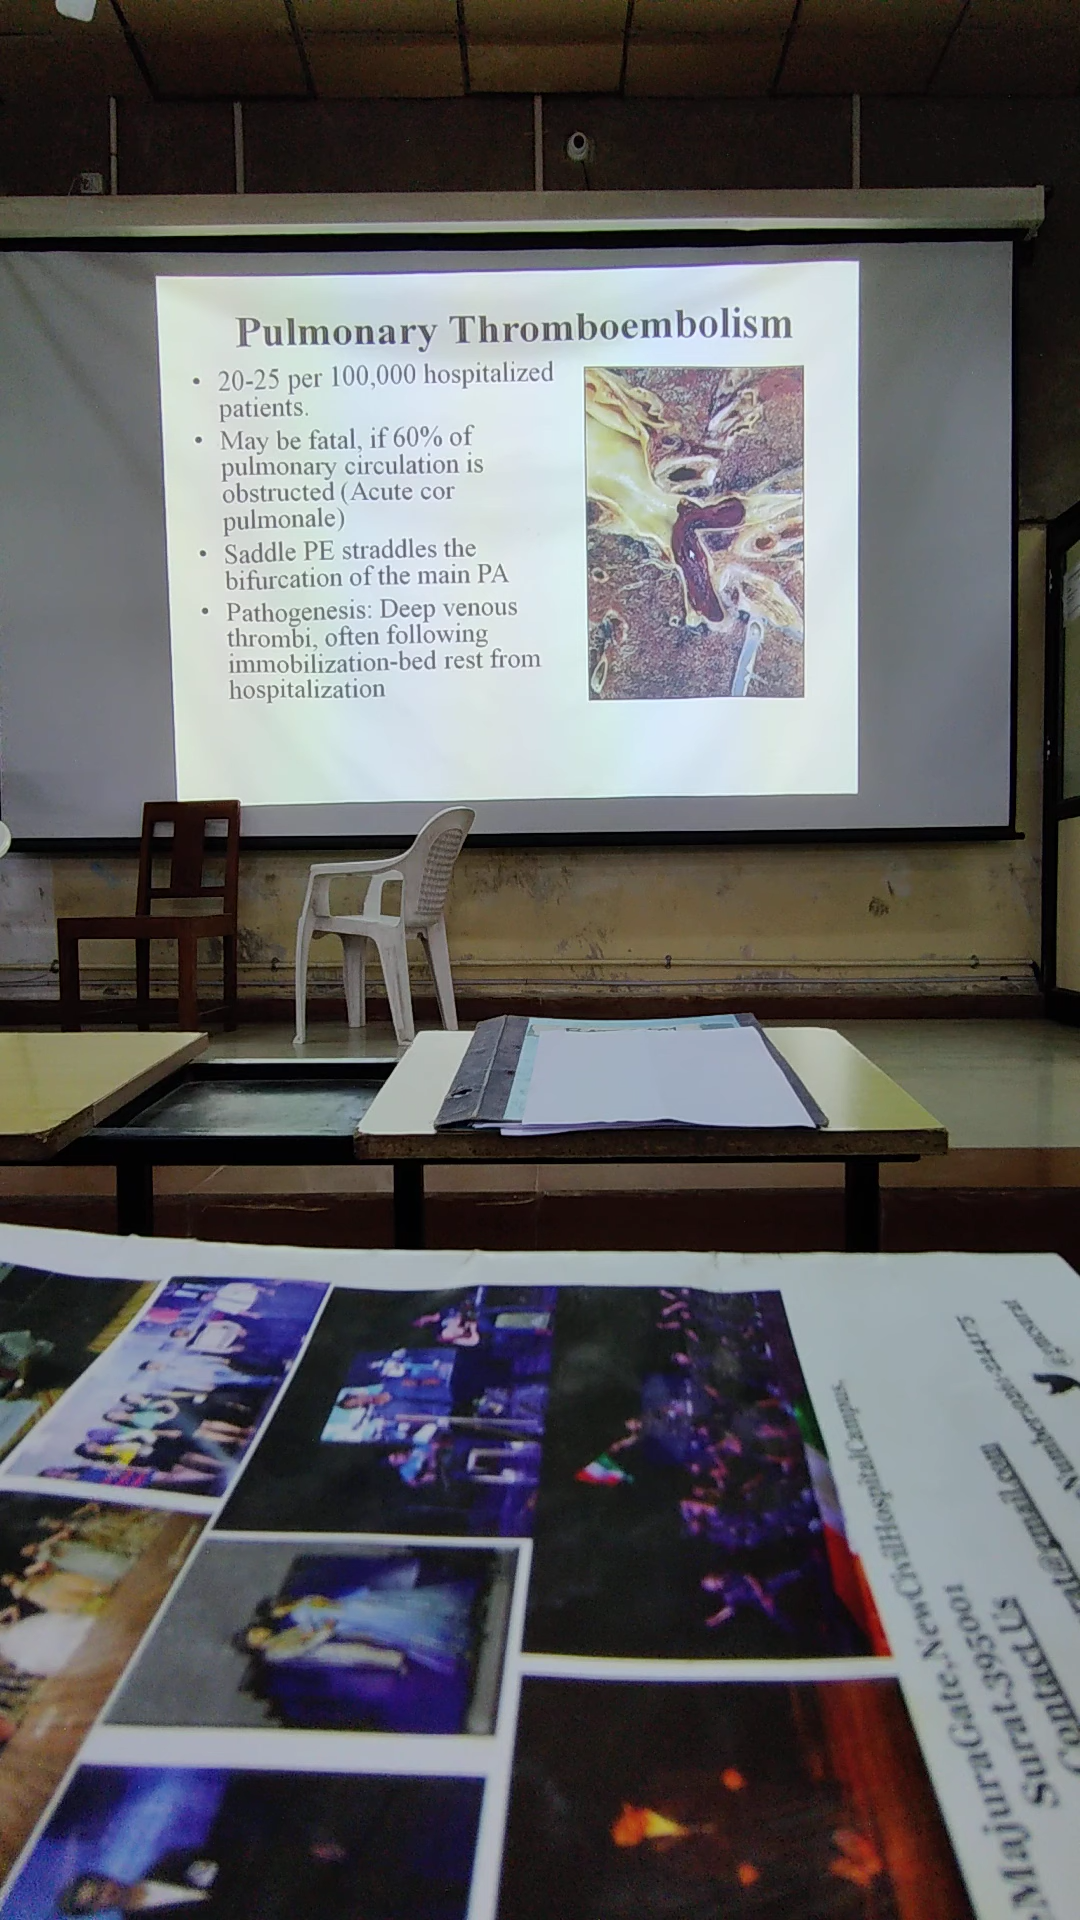 Pulmonary Thromboembolism
• 20-25 per 100,000 hospitalized
patients.
• May be fatal, if 60% of
pulmonary circulation is
obstructed (Acute cor
pulmonale)
• Saddle PE straddles the
bifurcation of the main PA
• Pathogenesis: Deep venous
thrombi, often following
immobilization-bed rest from
hospitalization
MajuraGate,NewCivilHospitalCampus,
Surat.395001
Contact Us